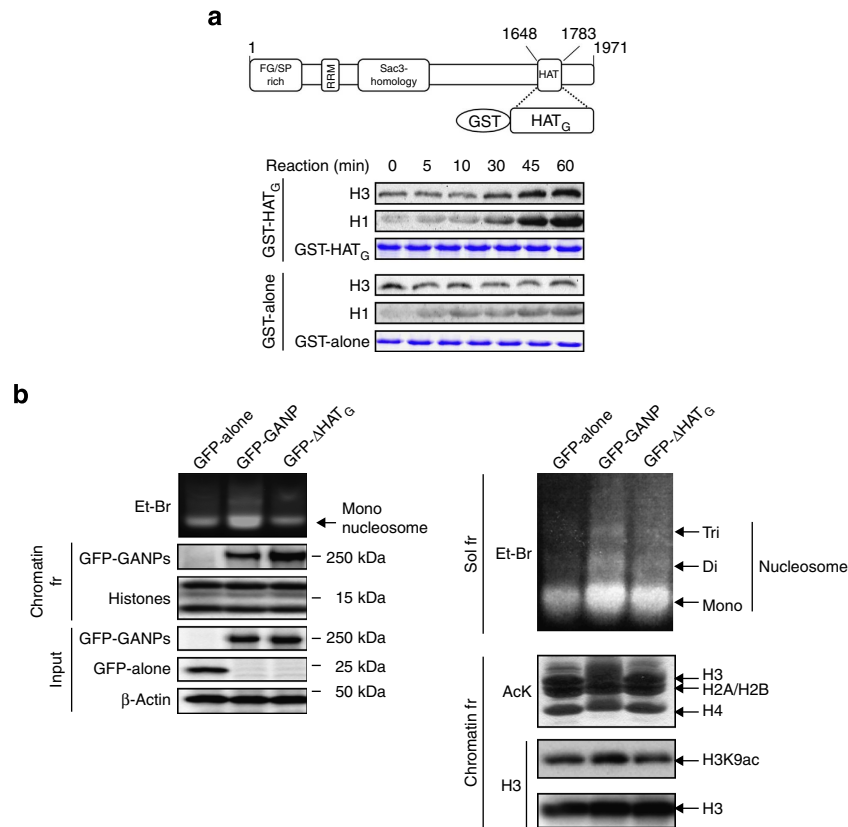 a
1
1648
1783
1971
FG/SP
rich
RRM
Sac3-
homology
HAT
GST
HATG
Reaction (min) 0 5 10 30 45 60
GST-HATG
H3
H1
GST-HATG
GST-alone
H3
H1
GST-alone
b
GFP-alone
GFP-GANP
GFP-ΔHATG
Et-Br
Mono
nucleosome
Chromatin
fr
GFP-GANPs
250 kDa
Histones
15 kDa
Input
GFP-GANPs
250 kDa
GFP-alone
25 kDa
β-Actin
50 kDa
GFP-alone
GFP-GANP
GFP-ΔHATG
Sol fr
Et-Br
Tri
Di
Mono
Nucleosome
Chromatin fr
AcK
H3
H2A/H2B
H4
H3
H3K9ac
H3